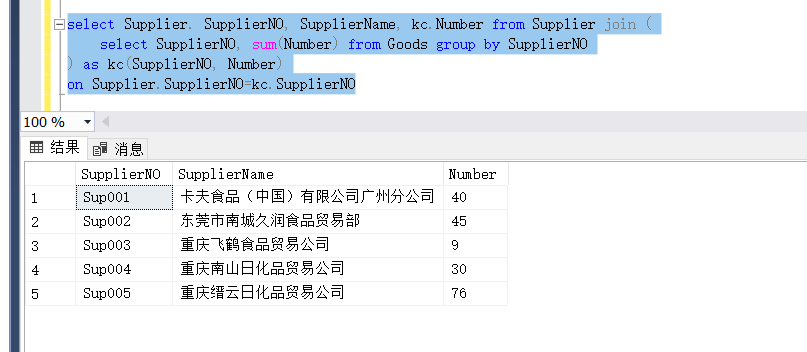 select Supplier. SupplierNO, SupplierName, kc.Number from Supplier join (
select SupplierNO, sum(Number) from Goods group by SupplierNO
) as kc(SupplierNO, Number)
on Supplier.SupplierNO=kc.SupplierNO
100 %
结果 消息
SupplierNO SupplierName Number
1 Sup001 卡夫食品（中国）有限公司广州分公司 40
2 Sup002 东莞市南城久润食品贸易部 45
3 Sup003 重庆飞鹤食品贸易公司 9
4 Sup004 重庆南山日化品贸易公司 30
5 Sup005 重庆缙云日化品贸易公司 76